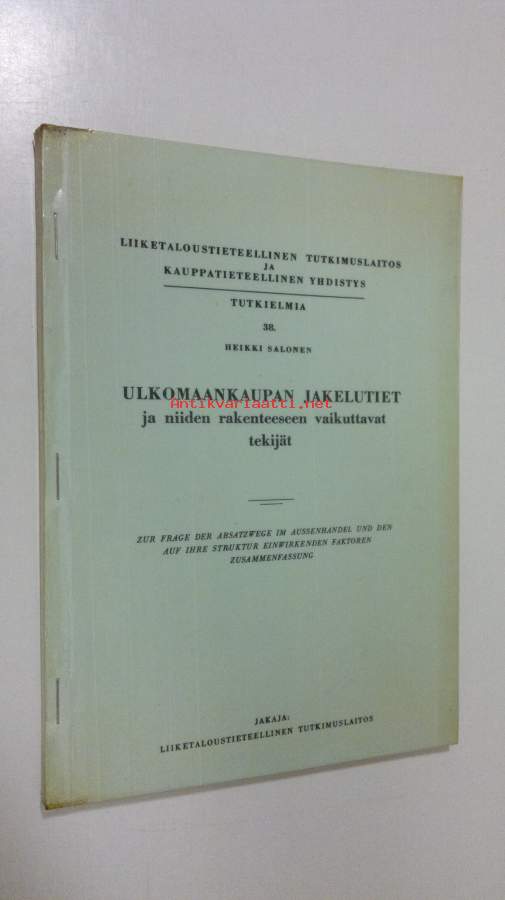 LIIKETALOUSTIETEELLINEN TUTKIMUSLAITOS
JA
KAUPPATIETEELLINEN YHDISTYS
TUTKIELMIA
38.
HEIKKI SALONEN
ULKOMAANKAUPAN JAKELUTIET
Antikvariaatti.net
ja niiden rakenteeseen vaikuttavat
tekijät
ZUR FRAGE DER ABSATZWEGE IM AUSSENHANDEL UND DEN
AUF IHRE STRUKTUR EINWIRKENDEN FAKTOREN
ZUSAMMENFASSUNG
JAKAJA:
LIIKETALOUSTIETEELLINEN TUTKIMUSLAITOS